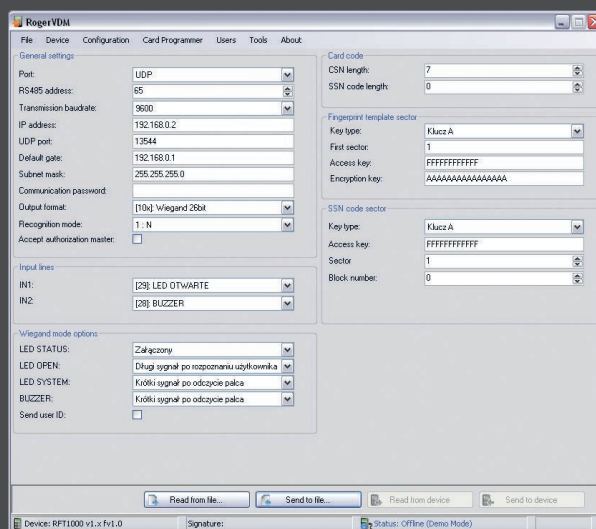 RogerVDM
File Device Configuration Card Programmer Users Tools About
General settings
Port: UDP
RS485 address: 65
Transmission baudrate: 9600
IP address: 192.168.0.2
UDP port: 13544
Default gate: 192.168.0.1
Subnet mask: 255.255.255.0
Communication password:
Output format: [10x]: Wiegand 26bit
Recognition mode: 1 : N
Accept authorization master:
Input lines
IN1: [29]: LED OTWARTE
IN2: [28]: BUZZER
Wiegand mode options
LED STATUS: Załączony
LED OPEN: Długi sygnał po rozpoznaniu użytkownika
LED SYSTEM: Krótki sygnał po odczycie palca
BUZZER: Krótki sygnał po odczycie palca
Send user ID:
Card code
CSN length: 7
SSN code length: 0
Fingerprint template sector
Key type: Klucz A
First sector: 1
Access key: FFFFFFFFFFFF
Encryption key: AAAAAAAAAAAAAAAA
SSN code sector
Key type: Klucz A
Access key: FFFFFFFFFFFF
Sector 1
Block number: 0
Read from file... Send to file... Read from device Send to device
Device: RFT1000 v1.x fv1.0 Signature: Status: Offline (Demo Mode)